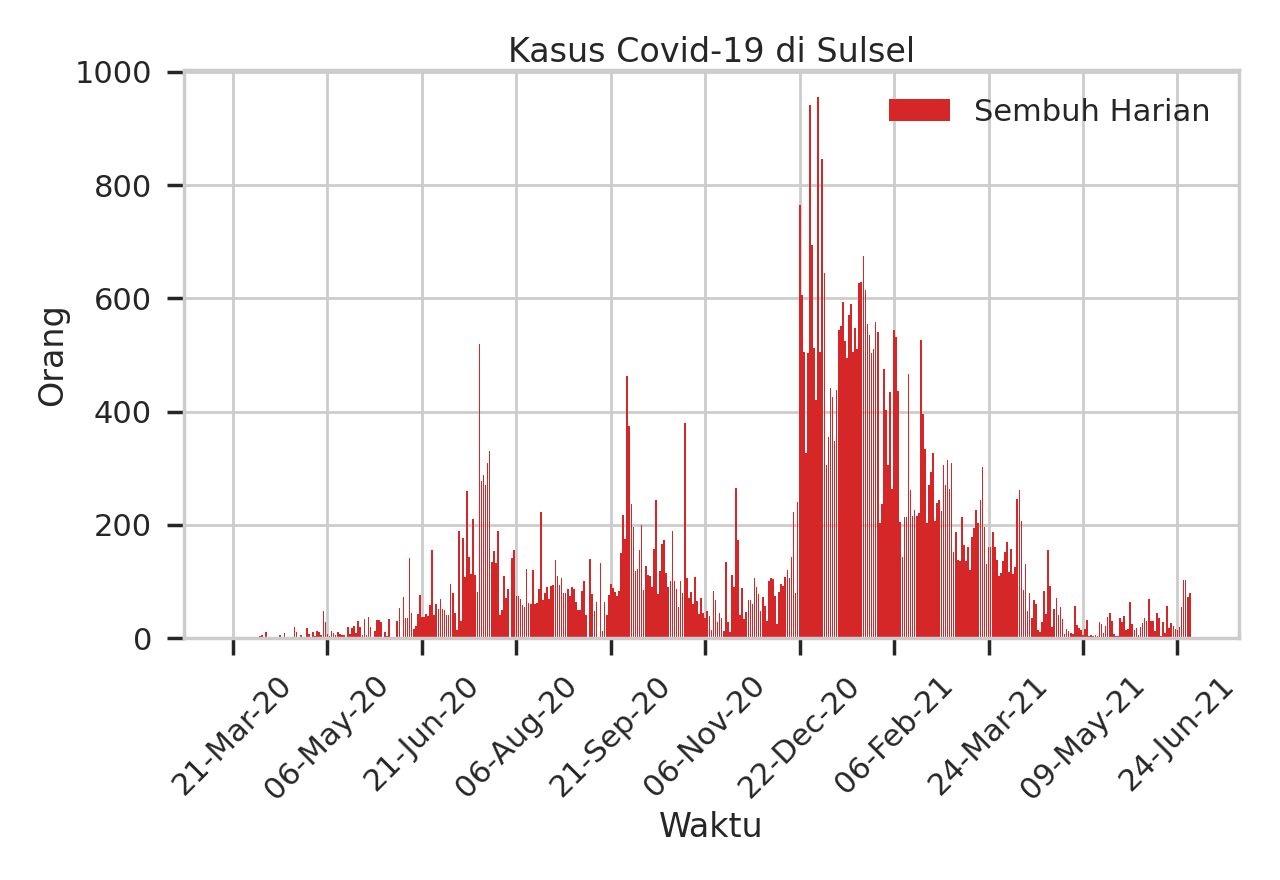 Kasus Covid-19 di Sulsel
Sembuh Harian
Orang
1000
800
600
400
200
0
21-Mar-20
06-May-20
21-Jun-20
06-Aug-20
21-Sep-20
06-Nov-20
22-Dec-20
06-Feb-21
24-Mar-21
09-May-21
24-Jun-21
Waktu